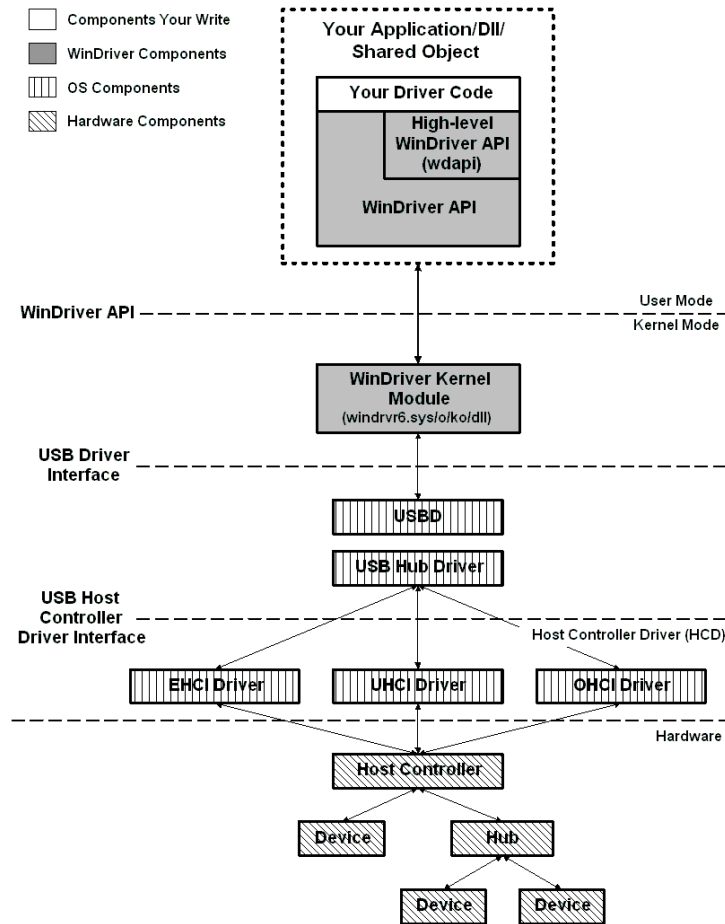 Components Your Write
WinDriver Components
OS Components
Hardware Components
Your Application/Dll/
Shared Object
Your Driver Code
High-level
WinDriver API
(wdapi)
WinDriver API
WinDriver API
User Mode
Kernel Mode
WinDriver Kernel
Module
(windrvr6.sys/o/ko/dll)
USB Driver
Interface
USBD
USB Hub Driver
USB Host
Controller
Driver Interface
Host Controller Driver (HCD)
EHCI Driver
UHCI Driver
OHCI Driver
Hardware
Host Controller
Device
Hub
Device
Device